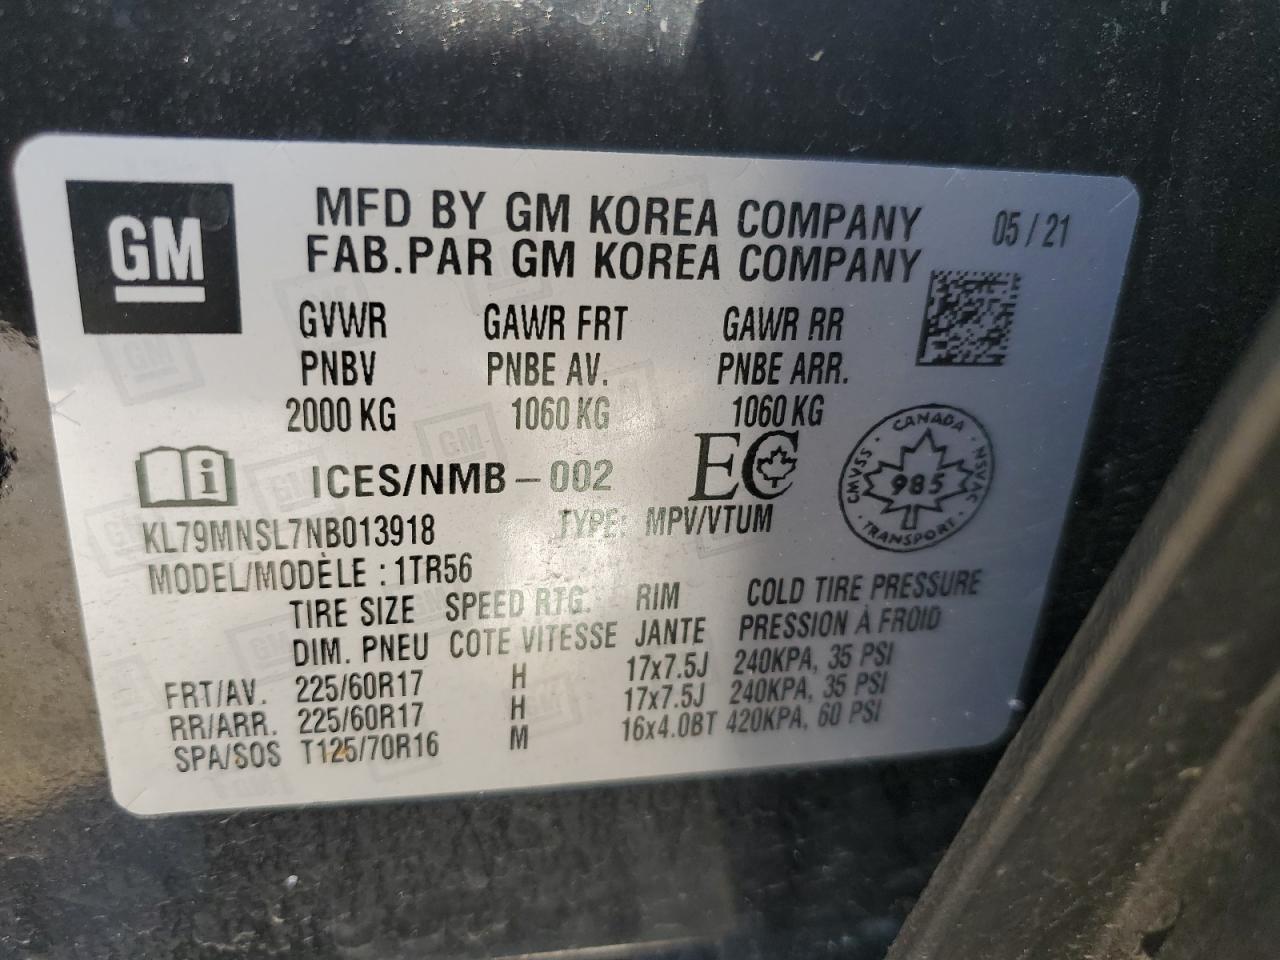 GM
MFD BY GM KOREA COMPANY 05/21
FAB.PAR GM KOREA COMPANY
GVWR GAWR FRT GAWR RR
PNBV PNBE AV. PNBE ARR.
2000 KG 1060 KG 1060 KG
ICES/NMB-002 EC
CANADA
CMVSS 985 NSVAC
TRANSPORT
KL79MNSL7NB013918 TYPE: MPV/VTUM
MODEL/MODÈLE : 1TR56
TIRE SIZE SPEED RTG. RIM COLD TIRE PRESSURE
DIM. PNEU COTE VITESSE JANTE PRESSION À FROID
FRT/AV. 225/60R17 H 17x7.5J 240KPA, 35 PSI
RR/ARR. 225/60R17 H 17x7.5J 240KPA, 35 PSI
SPA/SOS T125/70R16 M 16x4.0BT 420KPA, 60 PSI